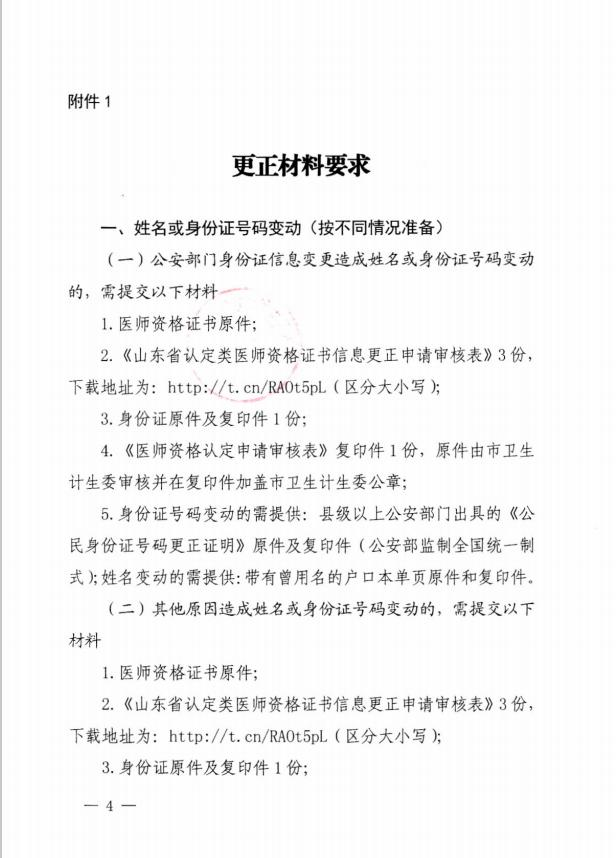 附件 1
更正材料要求
一、姓名或身份证号码变动（按不同情况准备）
（一）公安部门身份证信息变更造成姓名或身份证号码变动
的，需提交以下材料
1.医师资格证书原件；
2.《山东省认定类医师资格证书信息更正申请审核表》3份，
下载地址为：http://t.cn/RAOt5pL（区分大小写）；
3.身份证原件及复印件1份；
4.《医师资格认定申请审核表》复印件1份，原件由市卫生
计生委审核并在复印件加盖市卫生计生委公章；
5.身份证号码变动的需提供：县级以上公安部门出具的《公
民身份证号码更正证明》原件及复印件（公安部监制全国统一制
式）；姓名变动的需提供：带有曾用名的户口本单页原件和复印件。
（二）其他原因造成姓名或身份证号码变动的，需提交以下
材料
1.医师资格证书原件；
2.《山东省认定类医师资格证书信息更正申请审核表》3份，
下载地址为：http://t.cn/RAOt5pL（区分大小写）；
3.身份证原件及复印件1份；
— 4 —